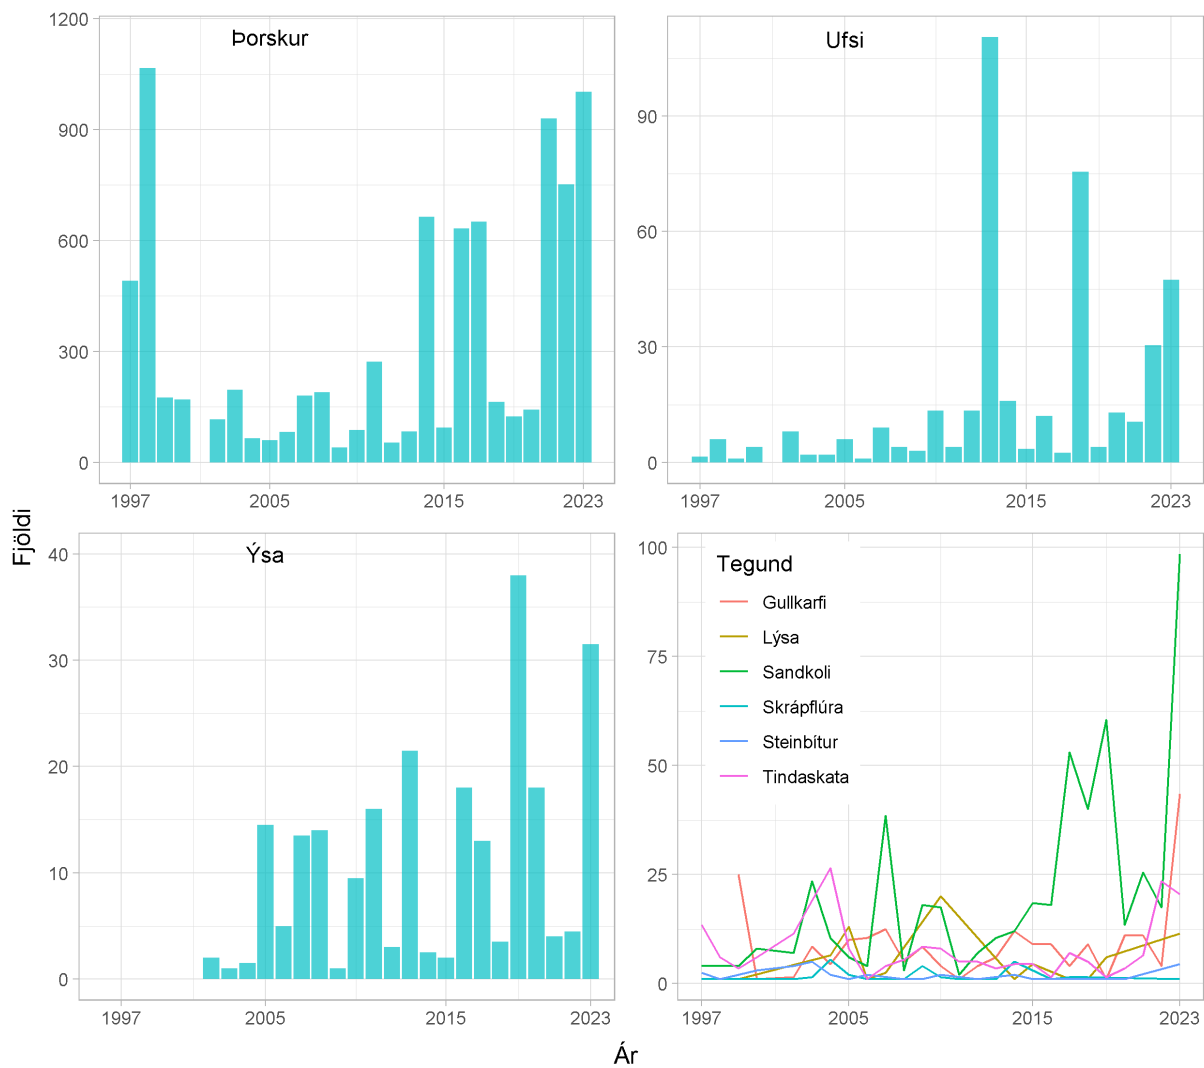 Þorskur
1200
900
600
300
0
1997 2005 2015 2023
Ufsi
90
60
30
0
1997 2005 2015 2023
Fjöldi
Ýsa
40
30
20
10
0
1997 2005 2015 2023
100
75
50
25
0
Tegund
Gullkarfi
Lýsa
Sandkoli
Skrápflúra
Steinbítur
Tindaskata
1997 2005 2015 2023
Ár